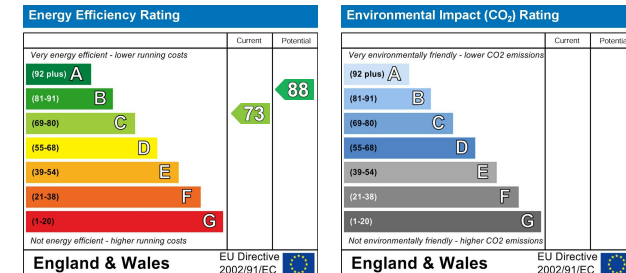 Energy Efficiency Rating
Current Potential
Very energy efficient - lower running costs
(92 plus) A
(81-91) B
88
(69-80) C
73
(55-68) D
(39-54) E
(21-38) F
(1-20) G
Not energy efficient - higher running costs
England & Wales
EU Directive
2002/91/EC
Environmental Impact (CO₂) Rating
Current Potential
Very environmentally friendly - lower CO2 emissions
(92 plus) A
(81-91) B
(69-80) C
(55-68) D
(39-54) E
(21-38) F
(1-20) G
Not environmentally friendly - higher CO2 emissions
England & Wales
EU Directive
2002/91/EC